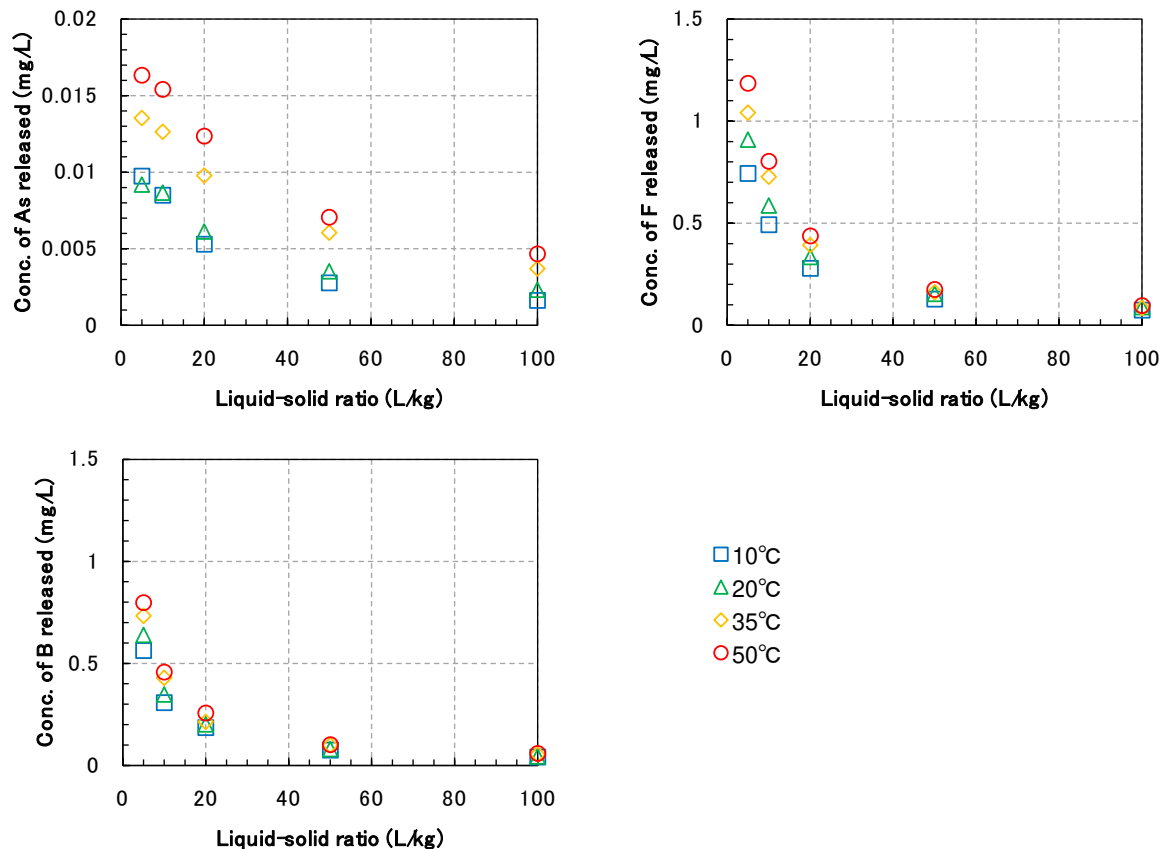 Conc. of As released (mg/L)
0.02
0.015
0.01
0.005
0
0 20 40 60 80 100
Liquid-solid ratio (L/kg)
Conc. of F released (mg/L)
1.5
1
0.5
0
0 20 40 60 80 100
Liquid-solid ratio (L/kg)
Conc. of B released (mg/L)
1.5
1
0.5
0
0 20 40 60 80 100
Liquid-solid ratio (L/kg)
10℃
20℃
35℃
50℃